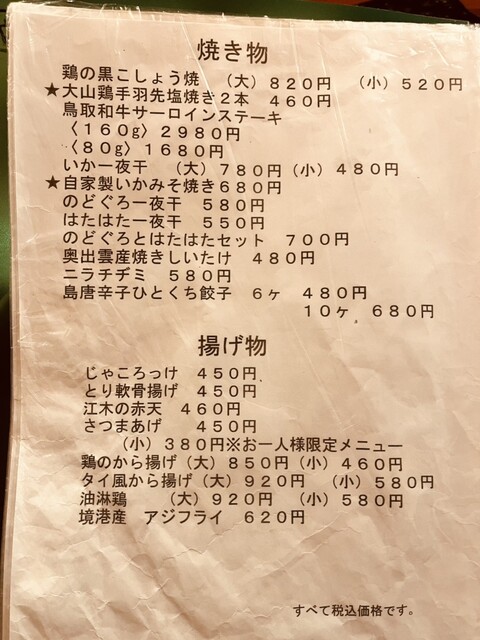 焼き物
鶏の黒こしょう焼 （大）８２０円 （小）５２０円
★大山鶏手羽先塩焼き２本 ４６０円
鳥取和牛サーロインステーキ
〈１６０g〉２９８０円
〈８０g〉１６８０円
いか一夜干 （大）７８０円（小）４８０円
★自家製いかみそ焼き６８０円
のどぐろ一夜干 ５８０円
はたはた一夜干 ５５０円
のどぐろとはたはたセット ７００円
奥出雲産焼きしいたけ ４８０円
ニラチヂミ ５８０円
島唐辛子ひとくち餃子 ６ヶ ４８０円
１０ヶ ６８０円
揚げ物
じゃころっけ ４５０円
とり軟骨揚げ ４５０円
江木の赤天 ４６０円
さつまあげ ４５０円
（小）３８０円※お一人様限定メニュー
鶏のから揚げ（大）８５０円（小）４６０円
タイ風から揚げ（大）９２０円 （小）５８０円
油淋鶏 （大）９２０円 （小）５８０円
境港産 アジフライ ６２０円
すべて税込価格です。